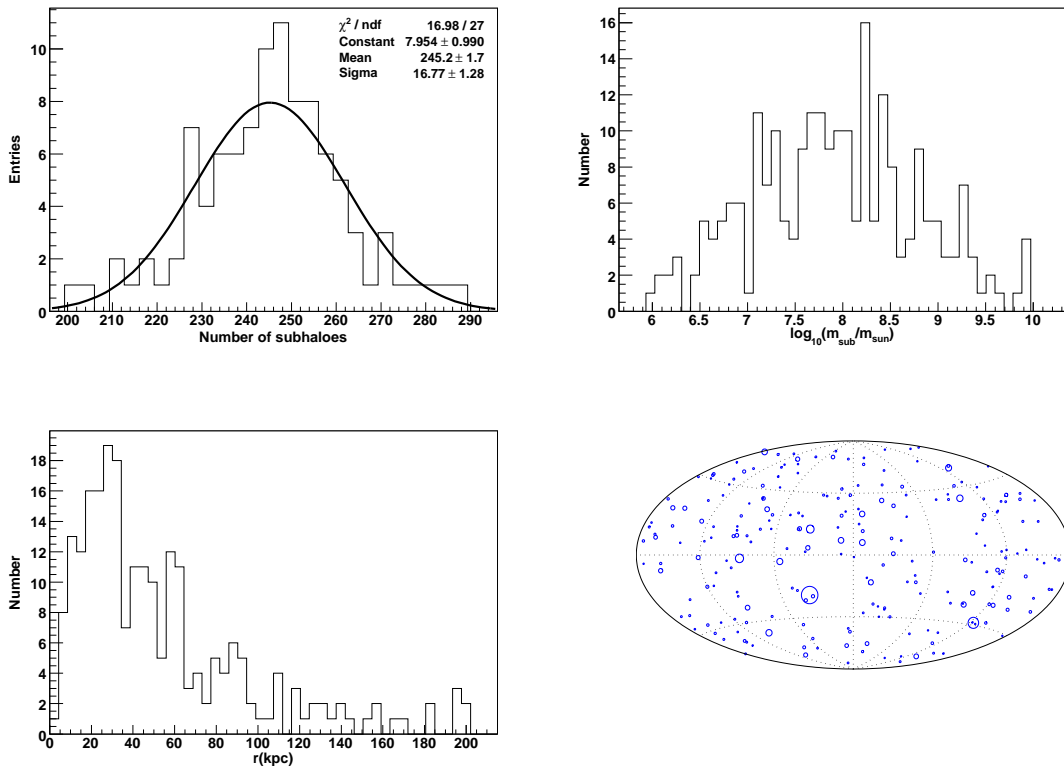 χ² / ndf 16.98 / 27
Constant 7.954 ± 0.990
Mean 245.2 ± 1.7
Sigma 16.77 ± 1.28
10
8
6
4
2
0
Entries
200 210 220 230 240 250 260 270 280 290
Number of subhaloes
16
14
12
10
8
6
4
2
0
Number
6 6.5 7 7.5 8 8.5 9 9.5 10
log₁₀(m_sub/m_sun)
18
16
14
12
10
8
6
4
2
0
Number
0 20 40 60 80 100 120 140 160 180 200
r(kpc)